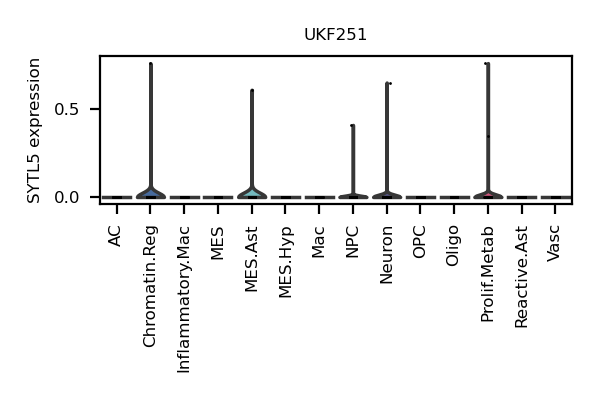 UKF251
SYTL5 expression
0.5
0.0
AC
Chromatin.Reg
Inflammatory.Mac
MES
MES.Ast
MES.Hyp
Mac
NPC
Neuron
OPC
Oligo
Prolif.Metab
Reactive.Ast
Vasc